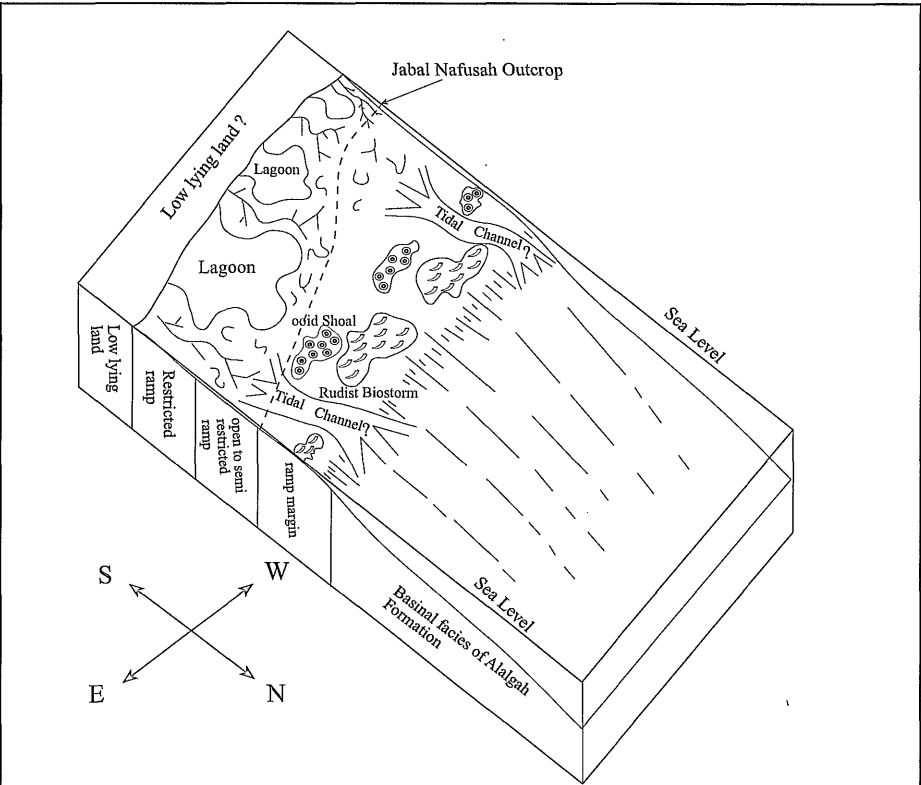 Jabal Nafusah Outcrop
Low lying land ?
Lagoon
Tidal Channel?
Lagoon
Sea Level
ooid Shoal
Low lying
land
Restricted
ramp
Rudist Biostorm
Tidal Channel?
open to semi
restricted
ramp
ramp margin
Sea Level
Basinal facies of Alalgah
Formation
S
W
E
N